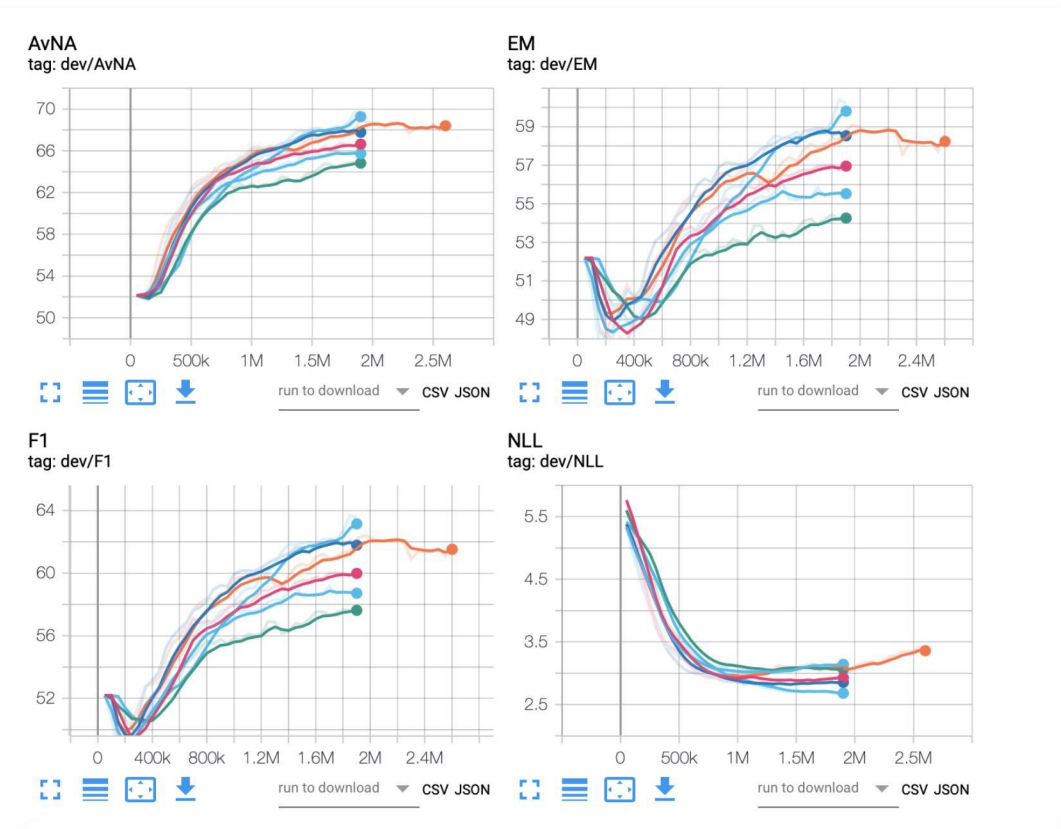 AvNA
tag: dev/AvNA
70
66
62
58
54
50
0 500k 1M 1.5M 2M 2.5M
run to download CSV JSON
EM
tag: dev/EM
59
57
55
53
51
49
0 400k 800k 1.2M 1.6M 2M 2.4M
run to download CSV JSON
F1
tag: dev/F1
64
60
56
52
0 400k 800k 1.2M 1.6M 2M 2.4M
run to download CSV JSON
NLL
tag: dev/NLL
5.5
4.5
3.5
2.5
0 500k 1M 1.5M 2M 2.5M
run to download CSV JSON